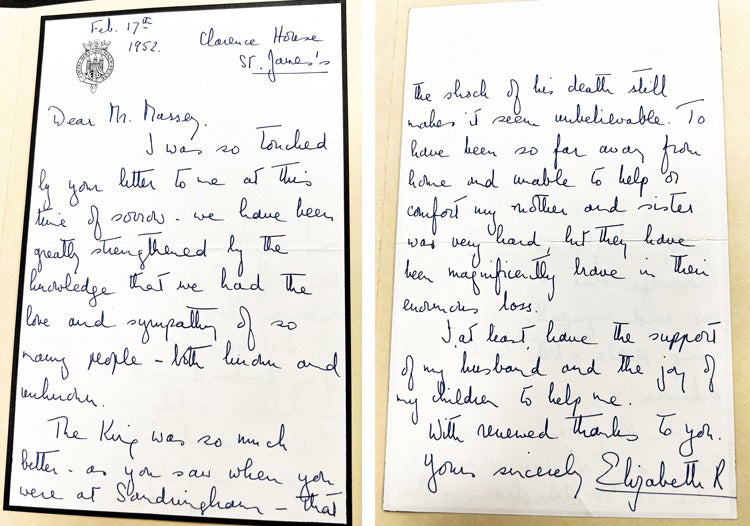 Feb. 17th
1952.
Clarence House
St. James's
Dear Mr. Massey.
I was so touched
by your letter to me at this
time of sorrow. We have been
greatly strengthened by the
knowledge that we had the
love and sympathy of so
many people – both known and
unknown.
The King was so much
better – as you saw when you
were at Sandringham – that
the shock of his death still
makes it seem unbelievable. To
have been so far away from
home and unable to help or
comfort my mother and sister
was very hard, but they have
been magnificently brave in their
enormous loss.
I, at least, have the support
of my husband and the joy of
my children to help me.
With renewed thanks to you.
Yours sincerely Elizabeth R